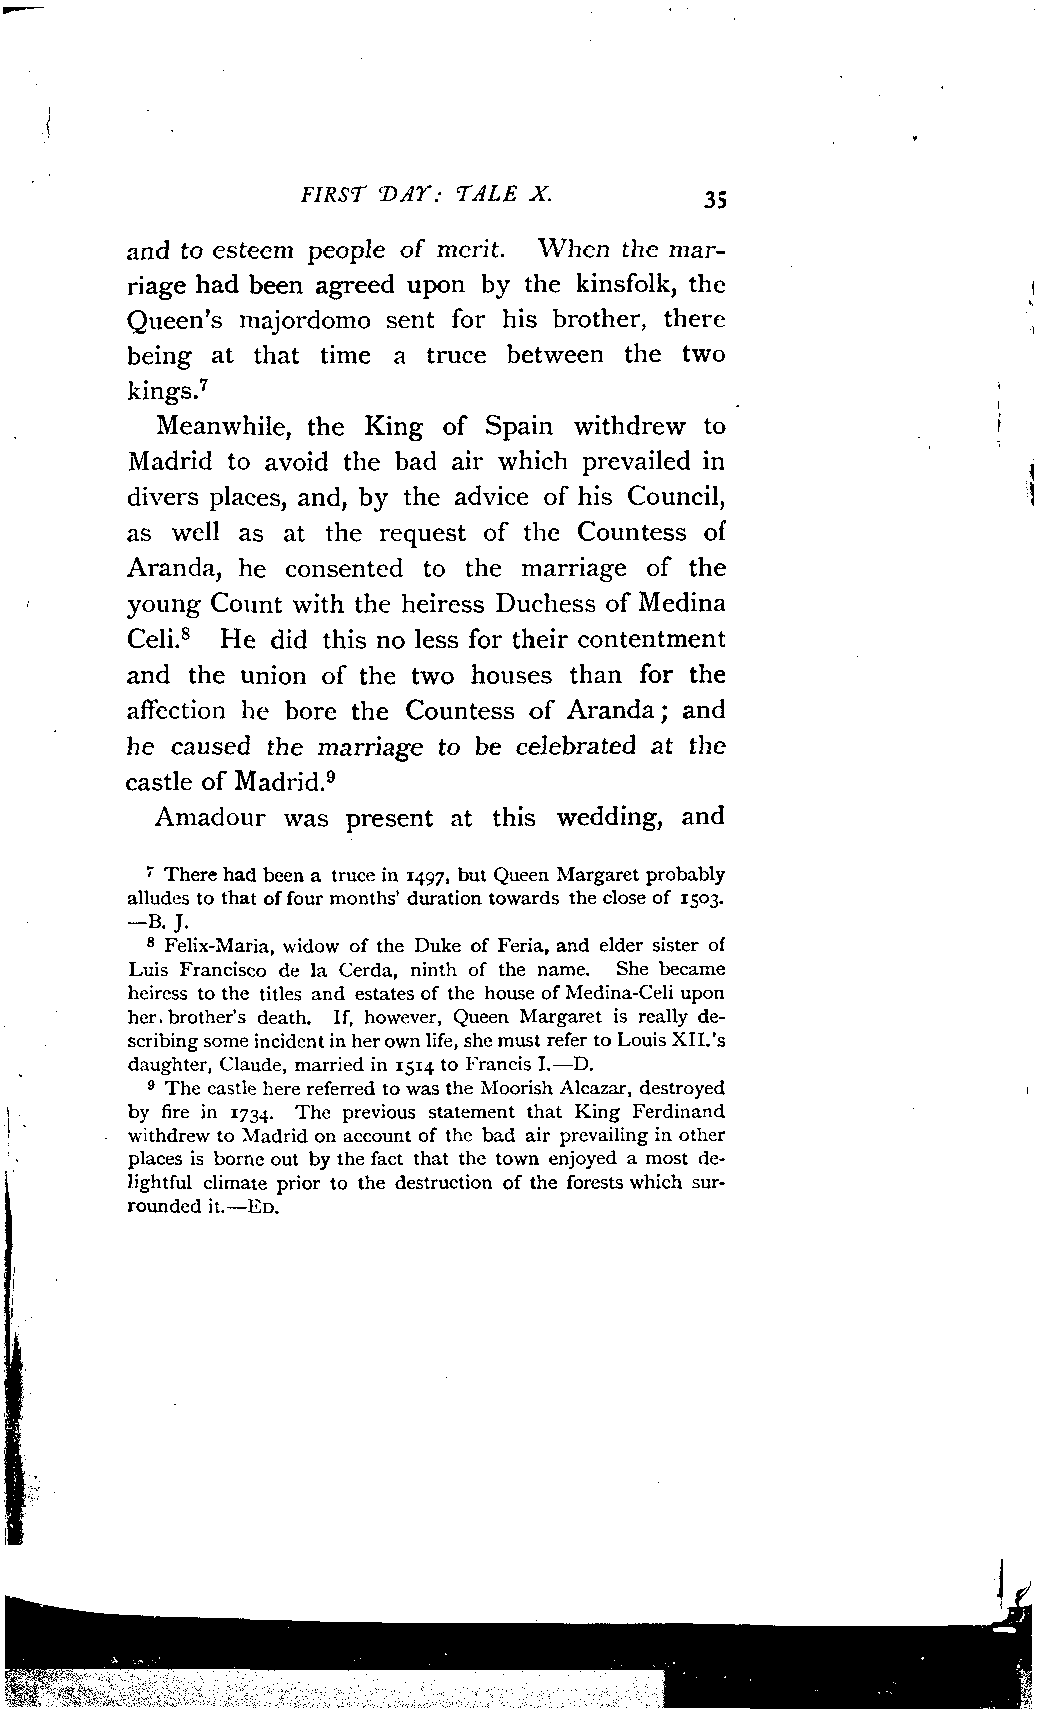 FIRST DAY: TALE X. 35
and to esteem people of merit. When the mar-
riage had been agreed upon by the kinsfolk, the
Queen's majordomo sent for his brother, there
being at that time a truce between the two
kings.⁷
Meanwhile, the King of Spain withdrew to
Madrid to avoid the bad air which prevailed in
divers places, and, by the advice of his Council,
as well as at the request of the Countess of
Aranda, he consented to the marriage of the
young Count with the heiress Duchess of Medina
Celi.⁸ He did this no less for their contentment
and the union of the two houses than for the
affection he bore the Countess of Aranda; and
he caused the marriage to be celebrated at the
castle of Madrid.⁹
Amadour was present at this wedding, and
⁷ There had been a truce in 1497, but Queen Margaret probably
alludes to that of four months' duration towards the close of 1503.
—B. J.
⁸ Felix-Maria, widow of the Duke of Feria, and elder sister of
Luis Francisco de la Cerda, ninth of the name. She became
heiress to the titles and estates of the house of Medina-Celi upon
her brother's death. If, however, Queen Margaret is really de-
scribing some incident in her own life, she must refer to Louis XII.'s
daughter, Claude, married in 1514 to Francis I.—D.
⁹ The castle here referred to was the Moorish Alcazar, destroyed
by fire in 1734. The previous statement that King Ferdinand
withdrew to Madrid on account of the bad air prevailing in other
places is borne out by the fact that the town enjoyed a most de-
lightful climate prior to the destruction of the forests which sur-
rounded it.—ED.